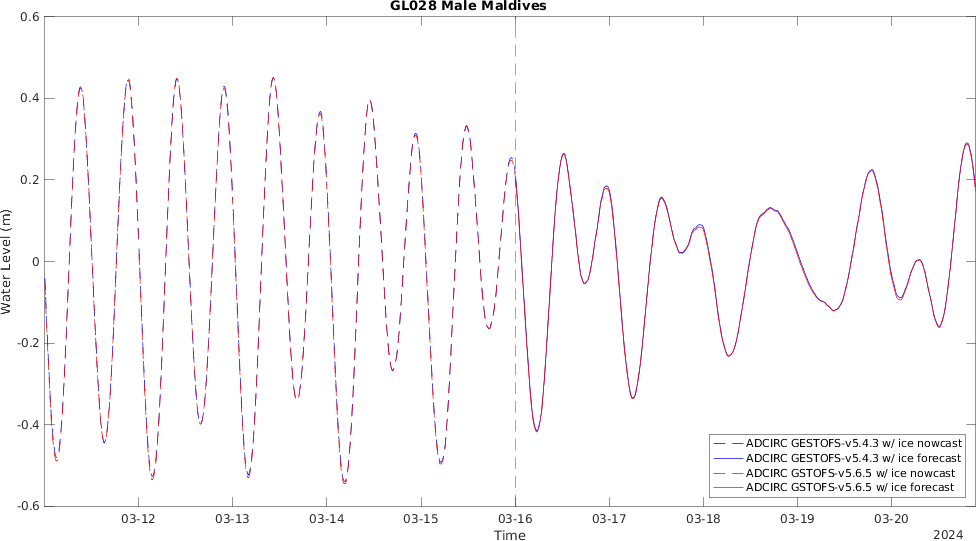 GL028 Male Maldives
0.6
0.4
0.2
0
-0.2
-0.4
-0.6
Water Level (m)
ADCIRC GESTOFS-v5.4.3 w/ ice nowcast
ADCIRC GESTOFS-v5.4.3 w/ ice forecast
ADCIRC GSTOFS-v5.6.5 w/ ice nowcast
ADCIRC GSTOFS-v5.6.5 w/ ice forecast
03-12 03-13 03-14 03-15 03-16 03-17 03-18 03-19 03-20
Time
2024